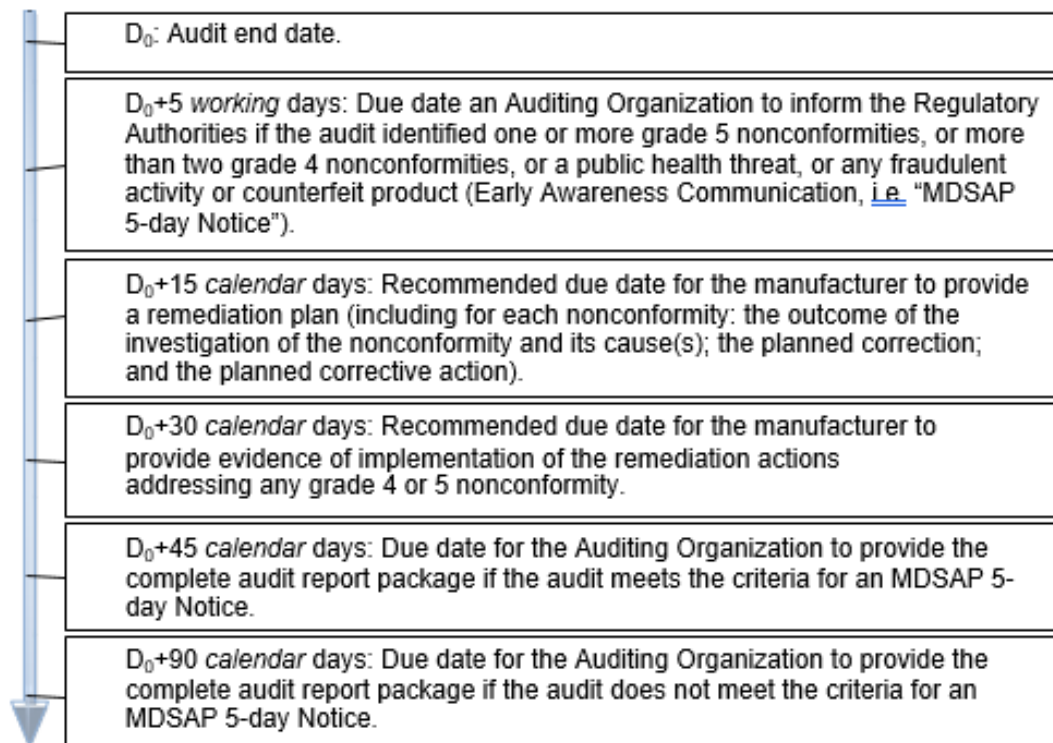 D₀: Audit end date.
D₀+5 working days: Due date an Auditing Organization to inform the Regulatory
Authorities if the audit identified one or more grade 5 nonconformities, or more
than two grade 4 nonconformities, or a public health threat, or any fraudulent
activity or counterfeit product (Early Awareness Communication, i.e. “MDSAP
5-day Notice”).
D₀+15 calendar days: Recommended due date for the manufacturer to provide
a remediation plan (including for each nonconformity: the outcome of the
investigation of the nonconformity and its cause(s); the planned correction;
and the planned corrective action).
D₀+30 calendar days: Recommended due date for the manufacturer to
provide evidence of implementation of the remediation actions
addressing any grade 4 or 5 nonconformity.
D₀+45 calendar days: Due date for the Auditing Organization to provide the
complete audit report package if the audit meets the criteria for an MDSAP 5-
day Notice.
D₀+90 calendar days: Due date for the Auditing Organization to provide the
complete audit report package if the audit does not meet the criteria for an
MDSAP 5-day Notice.